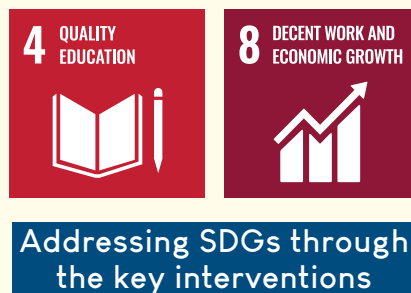 4 QUALITY
EDUCATION
8 DECENT WORK AND
ECONOMIC GROWTH
Addressing SDGs through
the key interventions